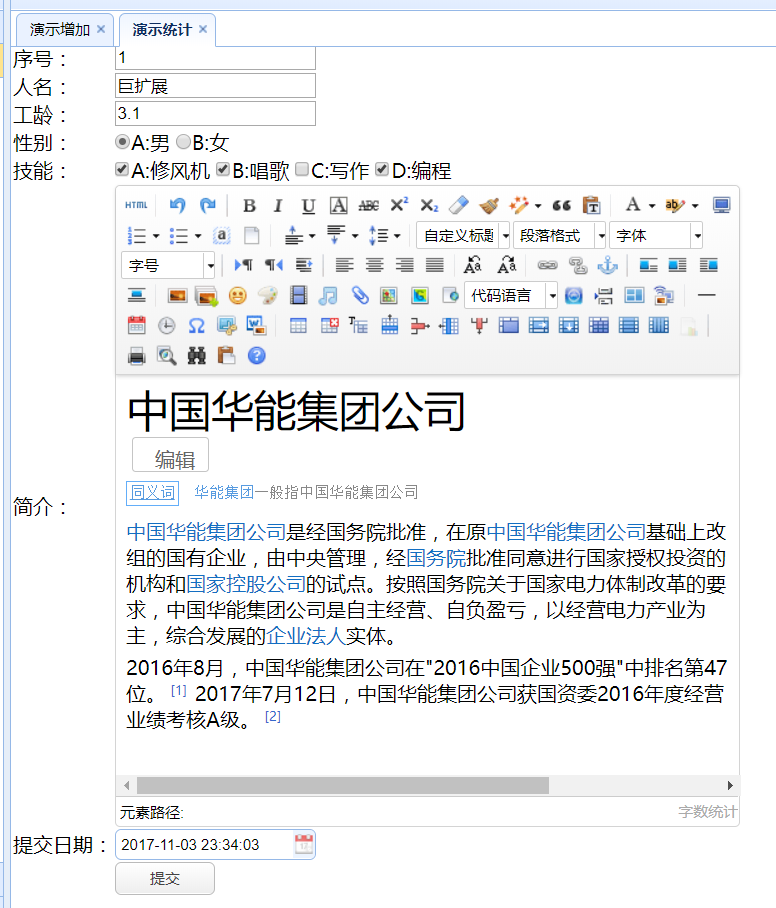 演示增加 × 演示统计 ×
序号： 1
人名： 巨扩展
工龄： 3.1
性别： A:男 B:女
技能： A:修风机 B:唱歌 C:写作 D:编程
HTML B I U A ABC X² X₂ A ab
a 自定义标题 段落格式 字体
字号 Aa Aa
代码语言
Ω
中国华能集团公司
编辑
同义词 华能集团一般指中国华能集团公司
简介：
中国华能集团公司是经国务院批准，在原中国华能集团公司基础上改
组的国有企业，由中央管理，经国务院批准同意进行国家授权投资的
机构和国家控股公司的试点。按照国务院关于国家电力体制改革的要
求，中国华能集团公司是自主经营、自负盈亏，以经营电力产业为
主，综合发展的企业法人实体。
2016年8月，中国华能集团公司在"2016中国企业500强"中排名第47
位。 [1] 2017年7月12日，中国华能集团公司获国资委2016年度经营
业绩考核A级。 [2]
元素路径: 字数统计
提交日期： 2017-11-03 23:34:03
提交